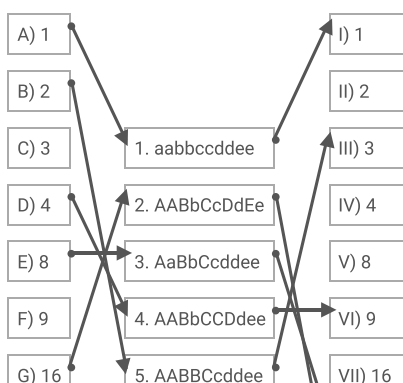 A) 1
B) 2
C) 3
D) 4
E) 8
F) 9
G) 16
1. aabbccddee
2. AABbCcDdEe
3. AaBbCcddee
4. AABbCCDdee
5. AABBCcddee
I) 1
II) 2
III) 3
IV) 4
V) 8
VI) 9
VII) 16